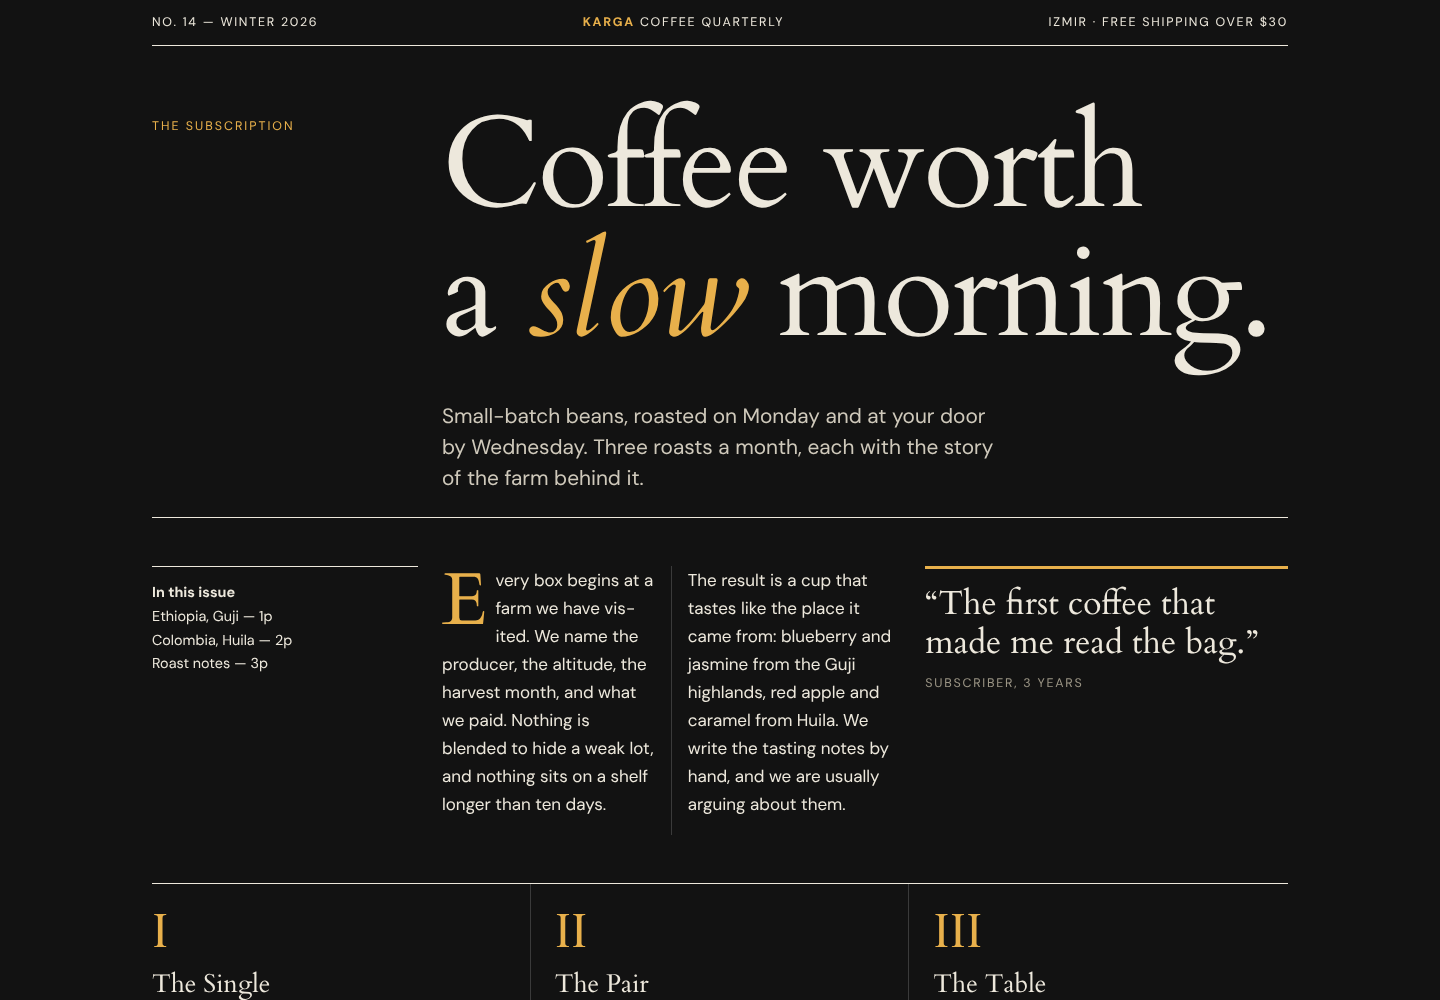 NO. 14 — WINTER 2026
KARGA COFFEE QUARTERLY
IZMIR · FREE SHIPPING OVER $30
THE SUBSCRIPTION
Coffee worth
a slow morning.
Small-batch beans, roasted on Monday and at your door
by Wednesday. Three roasts a month, each with the story
of the farm behind it.
In this issue
Ethiopia, Guji — 1p
Colombia, Huila — 2p
Roast notes — 3p
Every box begins at a
farm we have vis-
ited. We name the
producer, the altitude, the
harvest month, and what
we paid. Nothing is
blended to hide a weak lot,
and nothing sits on a shelf
longer than ten days.
The result is a cup that
tastes like the place it
came from: blueberry and
jasmine from the Guji
highlands, red apple and
caramel from Huila. We
write the tasting notes by
hand, and we are usually
arguing about them.
“The first coffee that
made me read the bag.”
SUBSCRIBER, 3 YEARS
I
The Single
II
The Pair
III
The Table